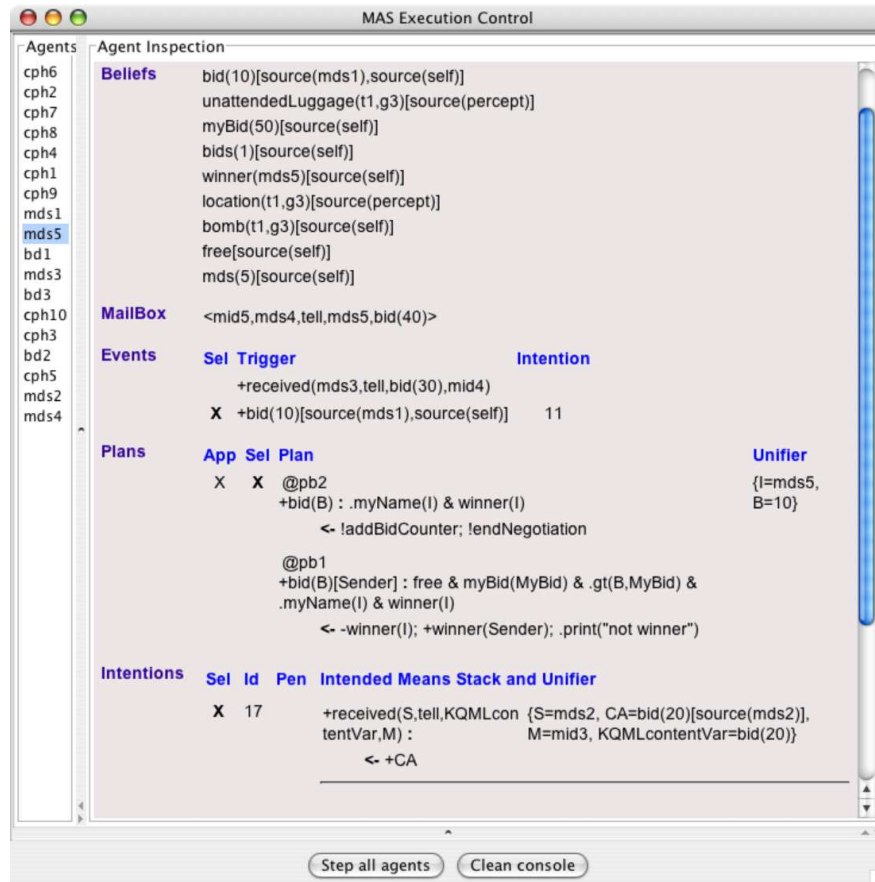 MAS Execution Control
Agents
cph6
cph2
cph7
cph8
cph4
cph1
cph9
mds1
mds5
bd1
mds3
bd3
cph10
cph3
bd2
cph5
mds2
mds4
Agent Inspection
Beliefs
bid(10)[source(mds1),source(self)]
unattendedLuggage(t1,g3)[source(percept)]
myBid(50)[source(self)]
bids(1)[source(self)]
winner(mds5)[source(self)]
location(t1,g3)[source(percept)]
bomb(t1,g3)[source(self)]
free[source(self)]
mds(5)[source(self)]
MailBox <mid5,mds4,tell,mds5,bid(40)>
Events Sel Trigger Intention
+received(mds3,tell,bid(30),mid4)
X +bid(10)[source(mds1),source(self)] 11
Plans App Sel Plan Unifier
X X @pb2 {I=mds5,
+bid(B) : .myName(I) & winner(I) B=10}
<- !addBidCounter; !endNegotiation
@pb1
+bid(B)[Sender] : free & myBid(MyBid) & .gt(B,MyBid) &
.myName(I) & winner(I)
<- -winner(I); +winner(Sender); .print("not winner")
Intentions Sel Id Pen Intended Means Stack and Unifier
X 17 +received(S,tell,KQMLcon {S=mds2, CA=bid(20)[source(mds2)],
tentVar,M) : M=mid3, KQMLcontentVar=bid(20)}
<- +CA
Step all agents Clean console